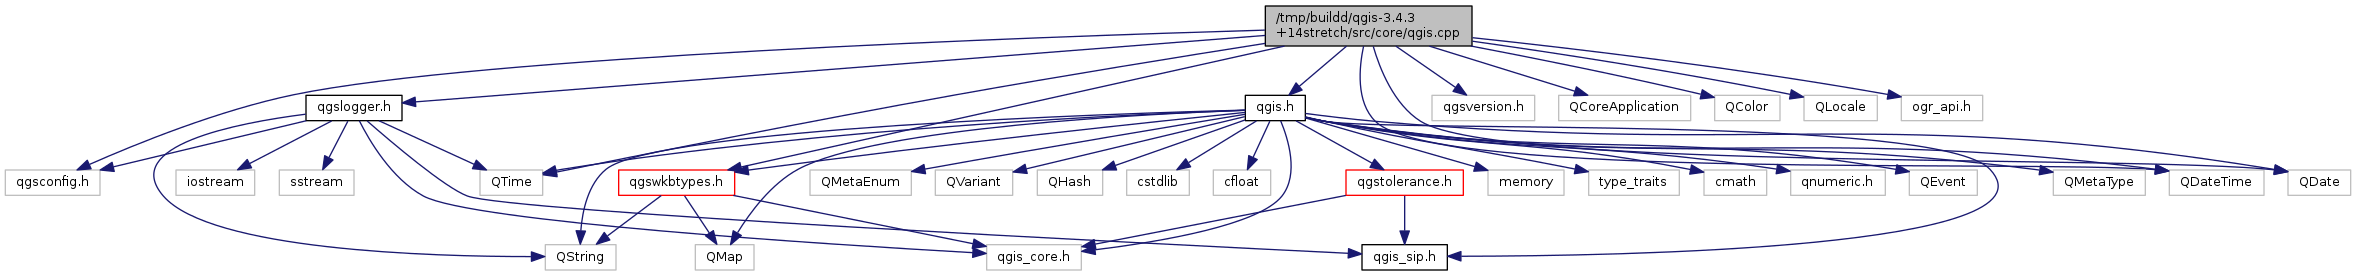 /tmp/buildd/qgis-3.4.3
+14stretch/src/core/qgis.cpp
qgslogger.h
qgis.h
qgsversion.h
QCoreApplication
QColor
QLocale
ogr_api.h
qgsconfig.h
iostream
sstream
QTime
qgswkbtypes.h
QMetaEnum
QVariant
QHash
cstdlib
cfloat
qgstolerance.h
memory
type_traits
cmath
qnumeric.h
QEvent
QMetaType
QDateTime
QDate
QString
QMap
qgis_core.h
qgis_sip.h